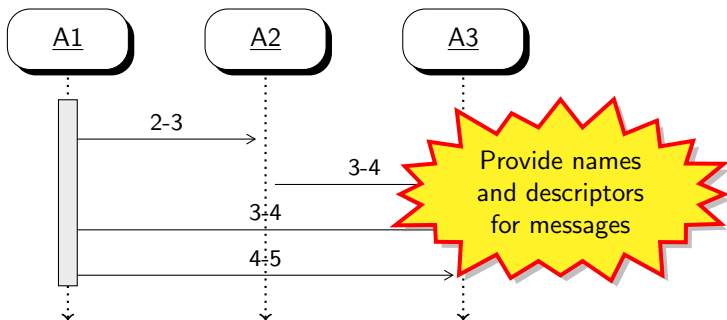 A1
A2
A3
2-3
3-4
3-4
4-5
Provide names
and descriptors
for messages